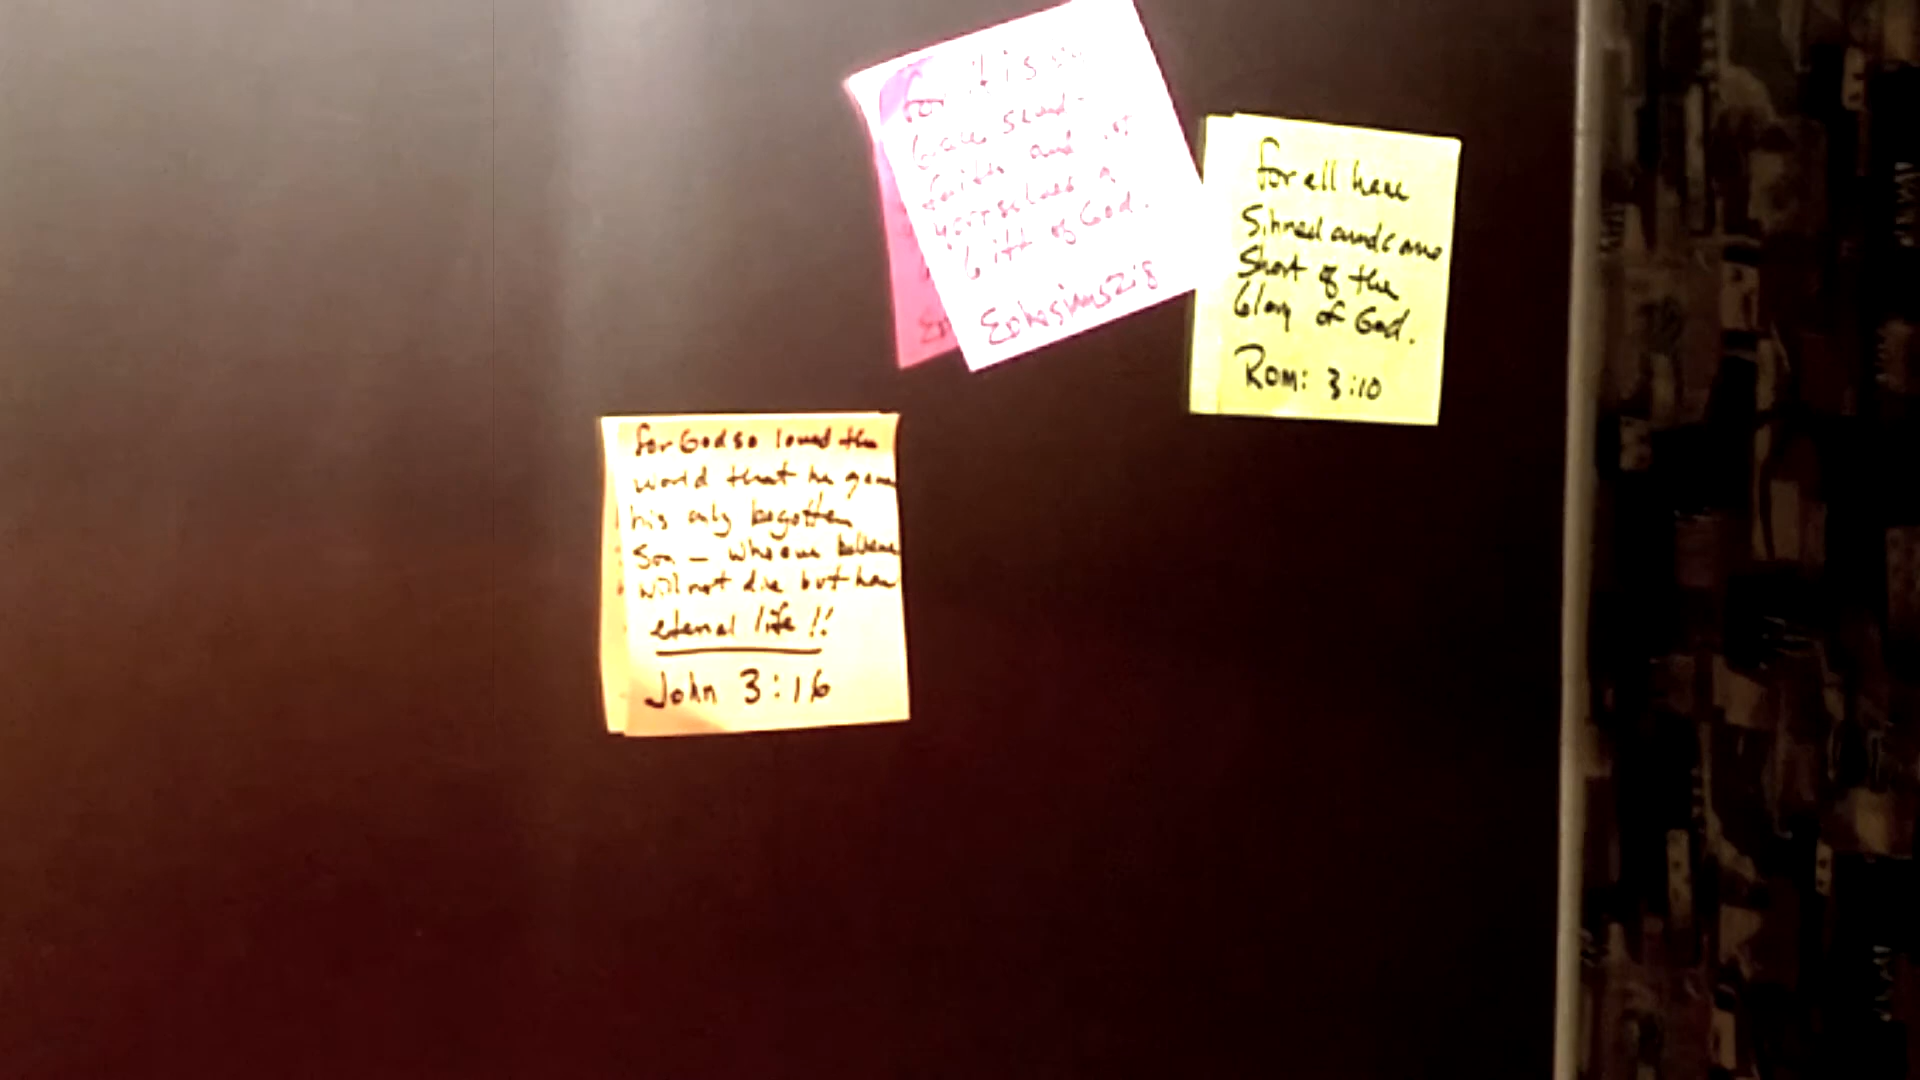 for it is
Grace saved
faith and not
yourselves a
Gift of God.
Ephesians 2:8
for all have
Sinned and come
Short of the
Glory of God.
Rom: 3:10
for God so loved the
world that he gave
his only begotten
Son – whoever believe
will not die but have
eternal life!!
John 3:16